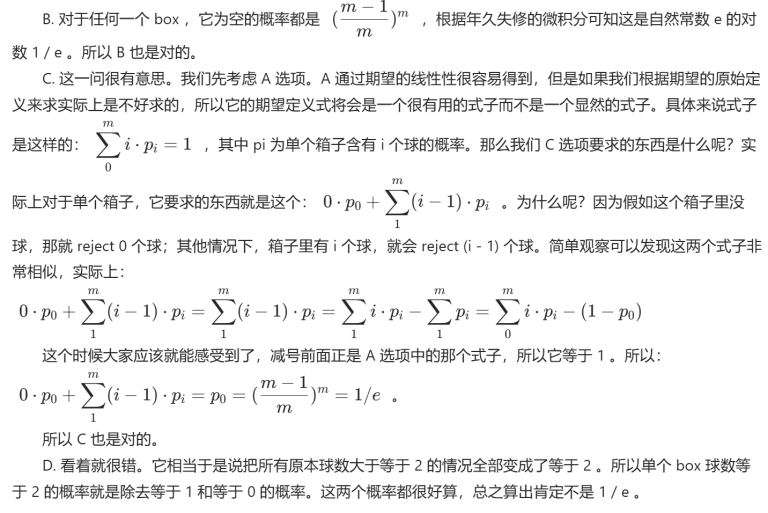 B. 对于任何一个 box ，它为空的概率都是 $(\frac{m-1}{m})^m$ ，根据年久失修的微积分可知这是自然常数 e 的对
数 1 / e 。所以 B 也是对的。
C. 这一问很有意思。我们先考虑 A 选项。A 通过期望的线性性很容易得到，但是如果我们根据期望的原始定
义来求实际上是不好求的，所以它的期望定义式将会是一个很有用的式子而不是一个显然的式子。具体来说式子
是这样的： $\sum_{0}^{m} i \cdot p_i = 1$ ，其中 pi 为单个箱子含有 i 个球的概率。那么我们 C 选项要求的东西是什么呢？实
际上对于单个箱子，它要求的东西就是这个： $0 \cdot p_0 + \sum_{1}^{m} (i-1) \cdot p_i$ 。为什么呢？因为假如这个箱子里没
球，那就 reject 0 个球；其他情况下，箱子里有 i 个球，就会 reject (i - 1) 个球。简单观察可以发现这两个式子非
常相似，实际上：
$0 \cdot p_0 + \sum_{1}^{m} (i-1) \cdot p_i = \sum_{1}^{m} (i-1) \cdot p_i = \sum_{1}^{m} i \cdot p_i - \sum_{1}^{m} p_i = \sum_{0}^{m} i \cdot p_i - (1-p_0)$
这个时候大家应该就能感受到了，减号前面正是 A 选项中的那个式子，所以它等于 1 。所以：
$0 \cdot p_0 + \sum_{1}^{m} (i-1) \cdot p_i = p_0 = (\frac{m-1}{m})^m = 1/e$ 。
所以 C 也是对的。
D. 看着就很错。它相当于是说把所有原本球数大于等于 2 的情况全部变成了等于 2 。所以单个 box 球数等
于 2 的概率就是除去等于 1 和等于 0 的概率。这两个概率都很好算，总之算出肯定不是 1 / e 。